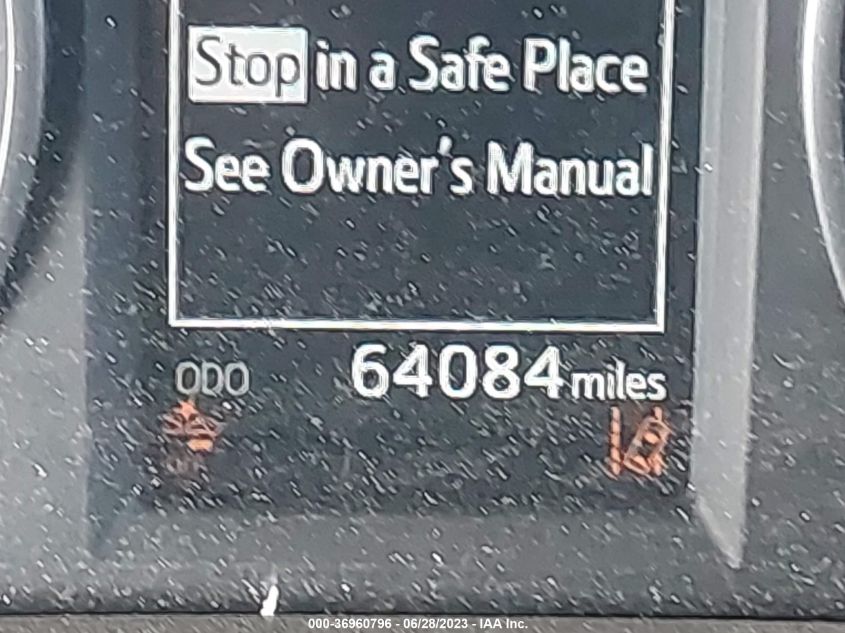 Stop in a Safe Place
See Owner's Manual
ODO 64084 miles
000-36960796 - 06/28/2023 - IAA Inc.